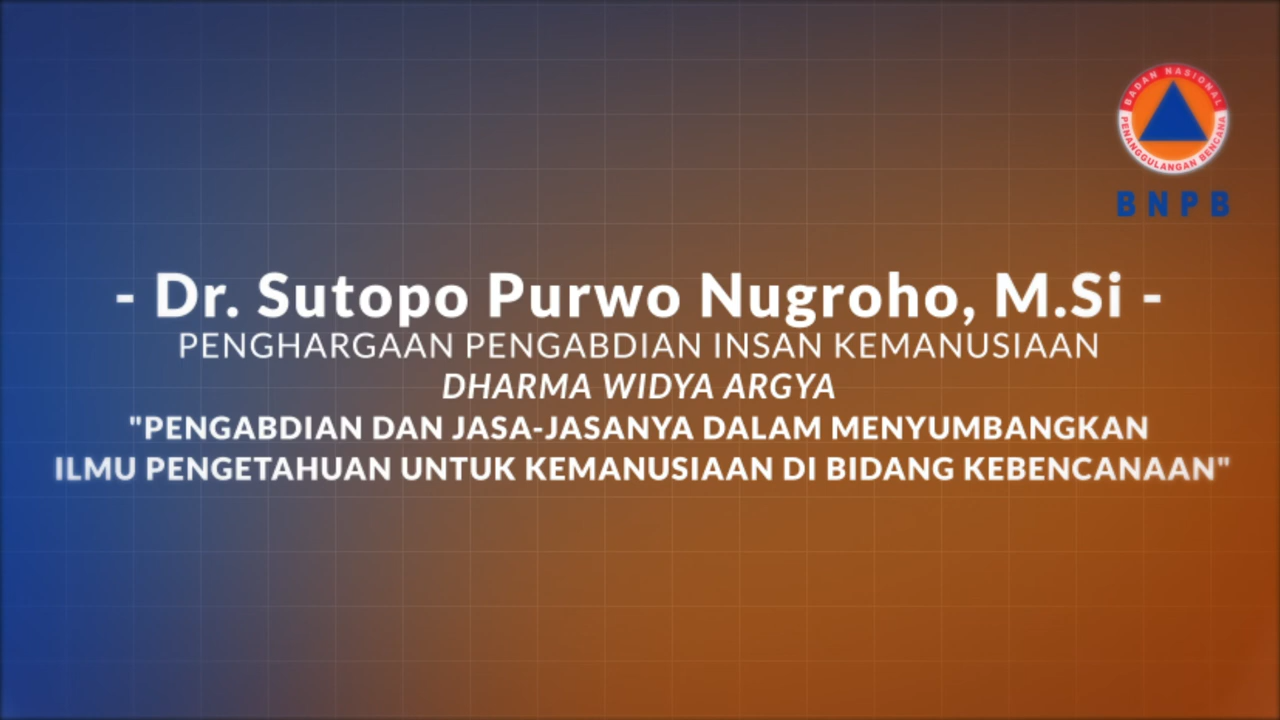 BADAN NASIONAL
PENANGGULANGAN BENCANA
BNPB
- Dr. Sutopo Purwo Nugroho, M.Si -
PENGHARGAAN PENGABDIAN INSAN KEMANUSIAAN
DHARMA WIDYA ARGYA
"PENGABDIAN DAN JASA-JASANYA DALAM MENYUMBANGKAN
ILMU PENGETAHUAN UNTUK KEMANUSIAAN DI BIDANG KEBENCANAAN"